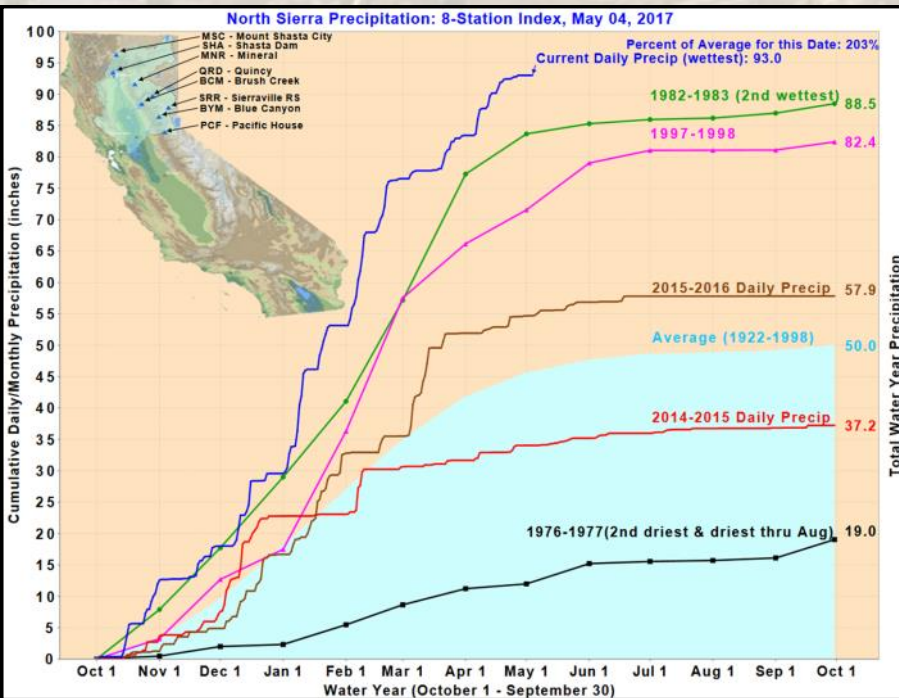 North Sierra Precipitation: 8-Station Index, May 04, 2017
MSC - Mount Shasta City
SHA - Shasta Dam
MNR - Mineral
QRD - Quincy
BCM - Brush Creek
SRR - Sierraville RS
BYM - Blue Canyon
PCF - Pacific House
Percent of Average for this Date: 203%
Current Daily Precip (wettest): 93.0
1982-1983 (2nd wettest) 88.5
1997-1998 82.4
2015-2016 Daily Precip 57.9
Average (1922-1998) 50.0
2014-2015 Daily Precip 37.2
1976-1977(2nd driest & driest thru Aug) 19.0
Cumulative Daily/Monthly Precipitation (inches)
100
95
90
85
80
75
70
65
60
55
50
45
40
35
30
25
20
15
10
5
0
Total Water Year Precipitation
Oct 1 Nov 1 Dec 1 Jan 1 Feb 1 Mar 1 Apr 1 May 1 Jun 1 Jul 1 Aug 1 Sep 1 Oct 1
Water Year (October 1 - September 30)